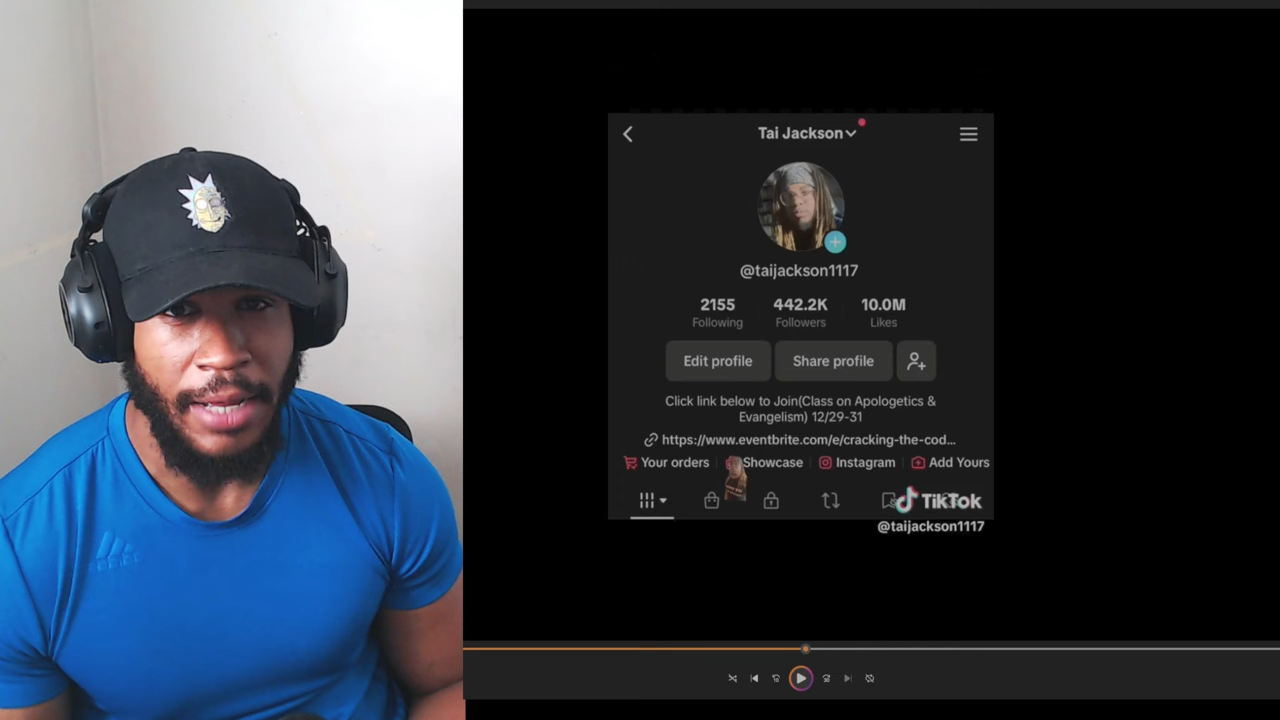 Tai Jackson
@taijackson1117
2155 442.2K 10.0M
Following Followers Likes
Edit profile Share profile
Click link below to Join(Class on Apologetics &
Evangelism) 12/29-31
https://www.eventbrite.com/e/cracking-the-cod...
Your orders Showcase Instagram Add Yours
TikTok
@taijackson1117